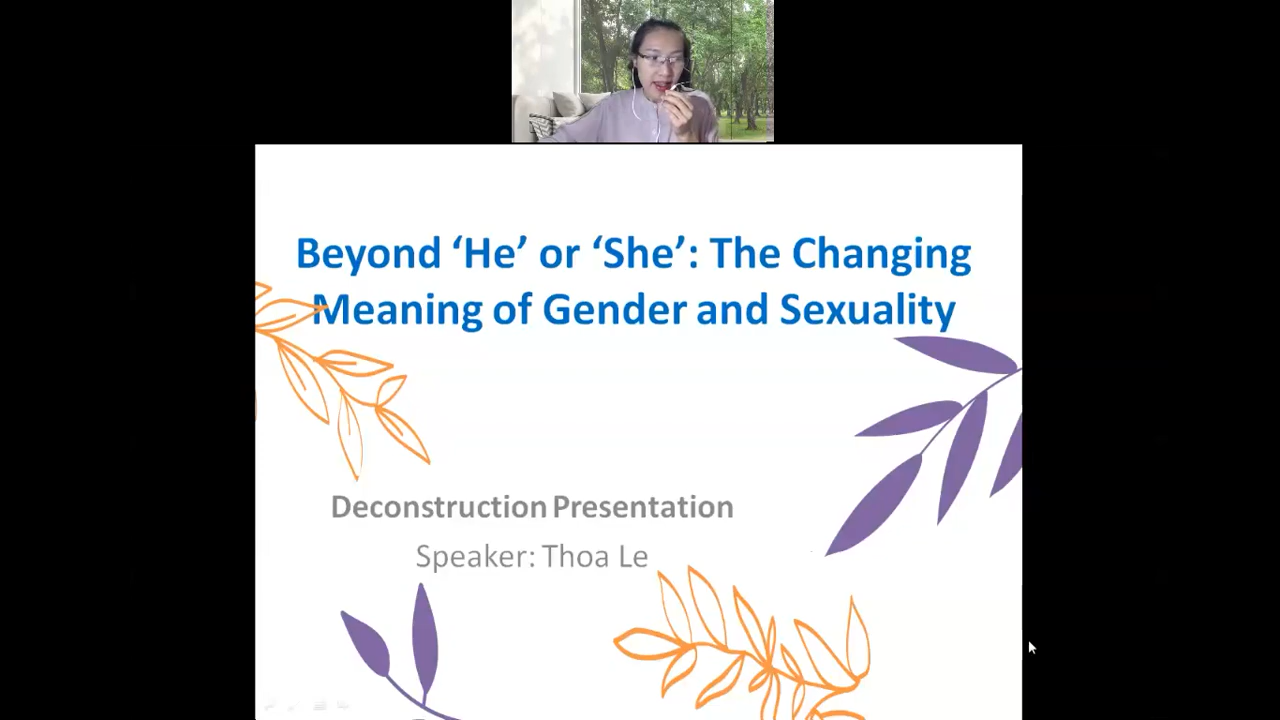 Beyond ‘He’ or ‘She’: The Changing
Meaning of Gender and Sexuality
Deconstruction Presentation
Speaker: Thoa Le